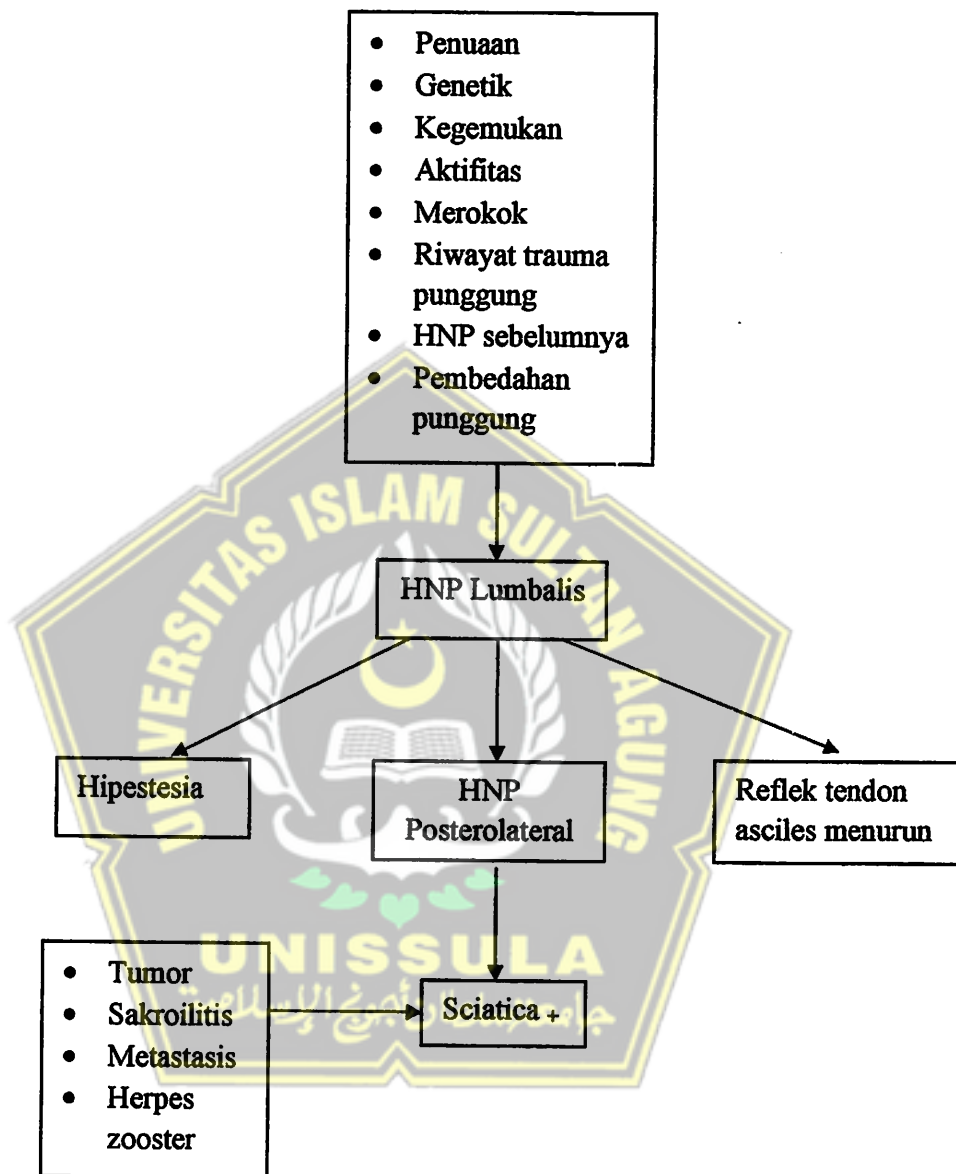 • Penuaan
• Genetik
• Kegemukan
• Aktifitas
• Merokok
• Riwayat trauma
punggung
• HNP sebelumnya
• Pembedahan
punggung
UNIVERSITAS ISLAM SULTAN AGUNG
HNP Lumbalis
Hipestesia
HNP
Posterolateral
Reflek tendon
asciles menurun
UNISSULA
• Tumor
• Sakroilitis
• Metastasis
• Herpes
zooster
Sciatica +